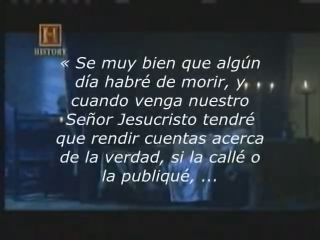 H
HISTORY
« Se muy bien que algún
día habré de morir, y
cuando venga nuestro
Señor Jesucristo tendré
que rendir cuentas acerca
de la verdad, si la callé o
la publiqué, ...